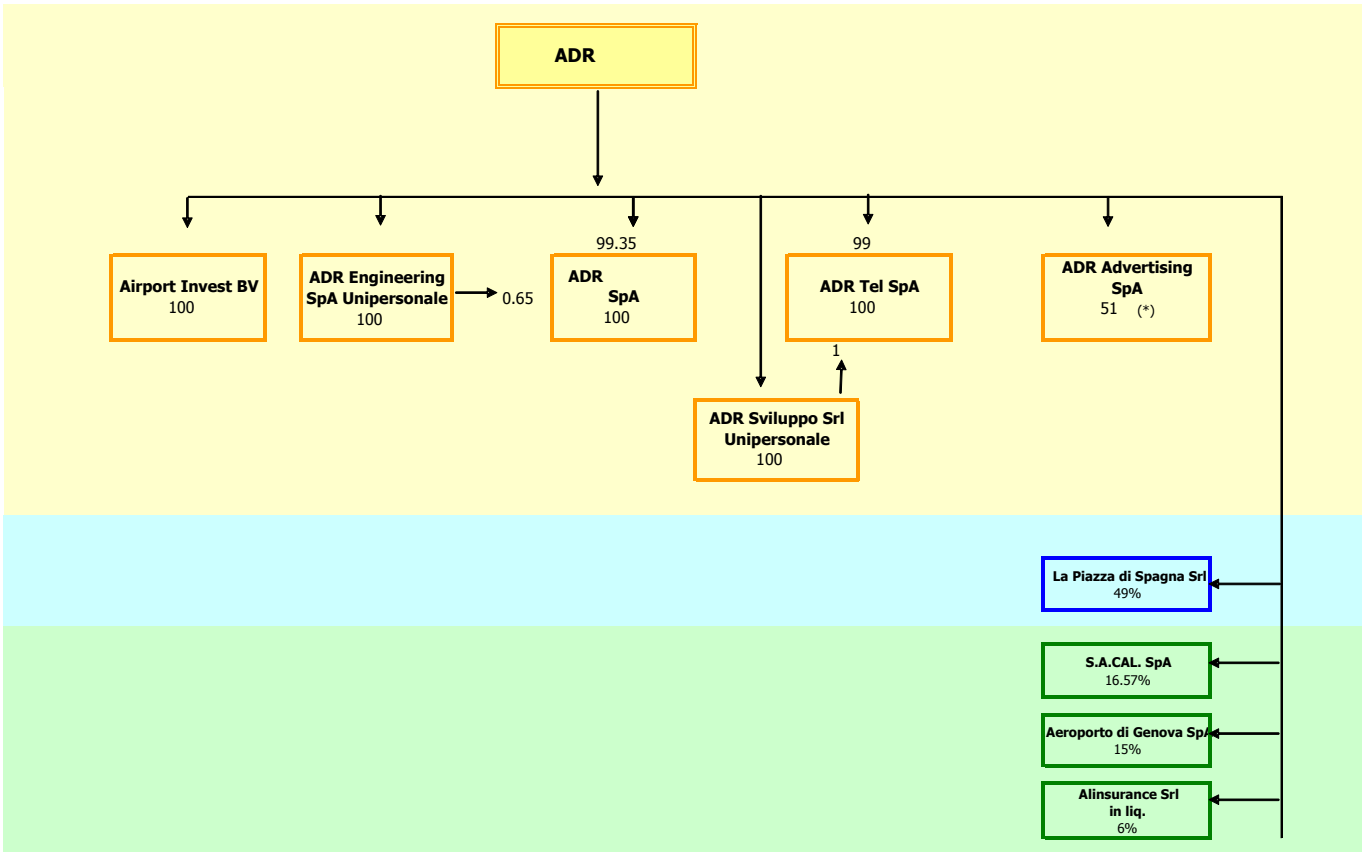 ADR
99.35
99
Airport Invest BV
100
ADR Engineering
SpA Unipersonale
100
0.65
ADR
SpA
100
ADR Tel SpA
100
ADR Advertising
SpA
51 (*)
1
ADR Sviluppo Srl
Unipersonale
100
La Piazza di Spagna Srl
49%
S.A.CAL. SpA
16.57%
Aeroporto di Genova SpA
15%
Alinsurance Srl
in liq.
6%